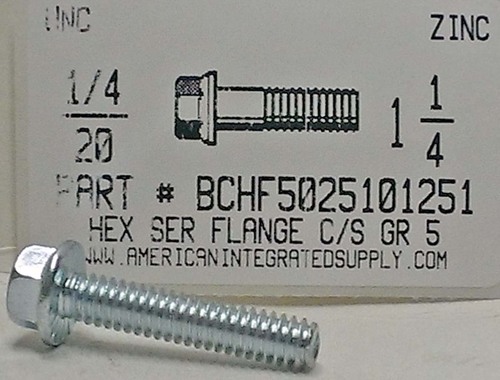 UNC ZINC
1/4 1 1/4
20
PART # BCHF5025101251
HEX SER FLANGE C/S GR 5
WWW.AMERICANINTEGRATEDSUPPLY.COM